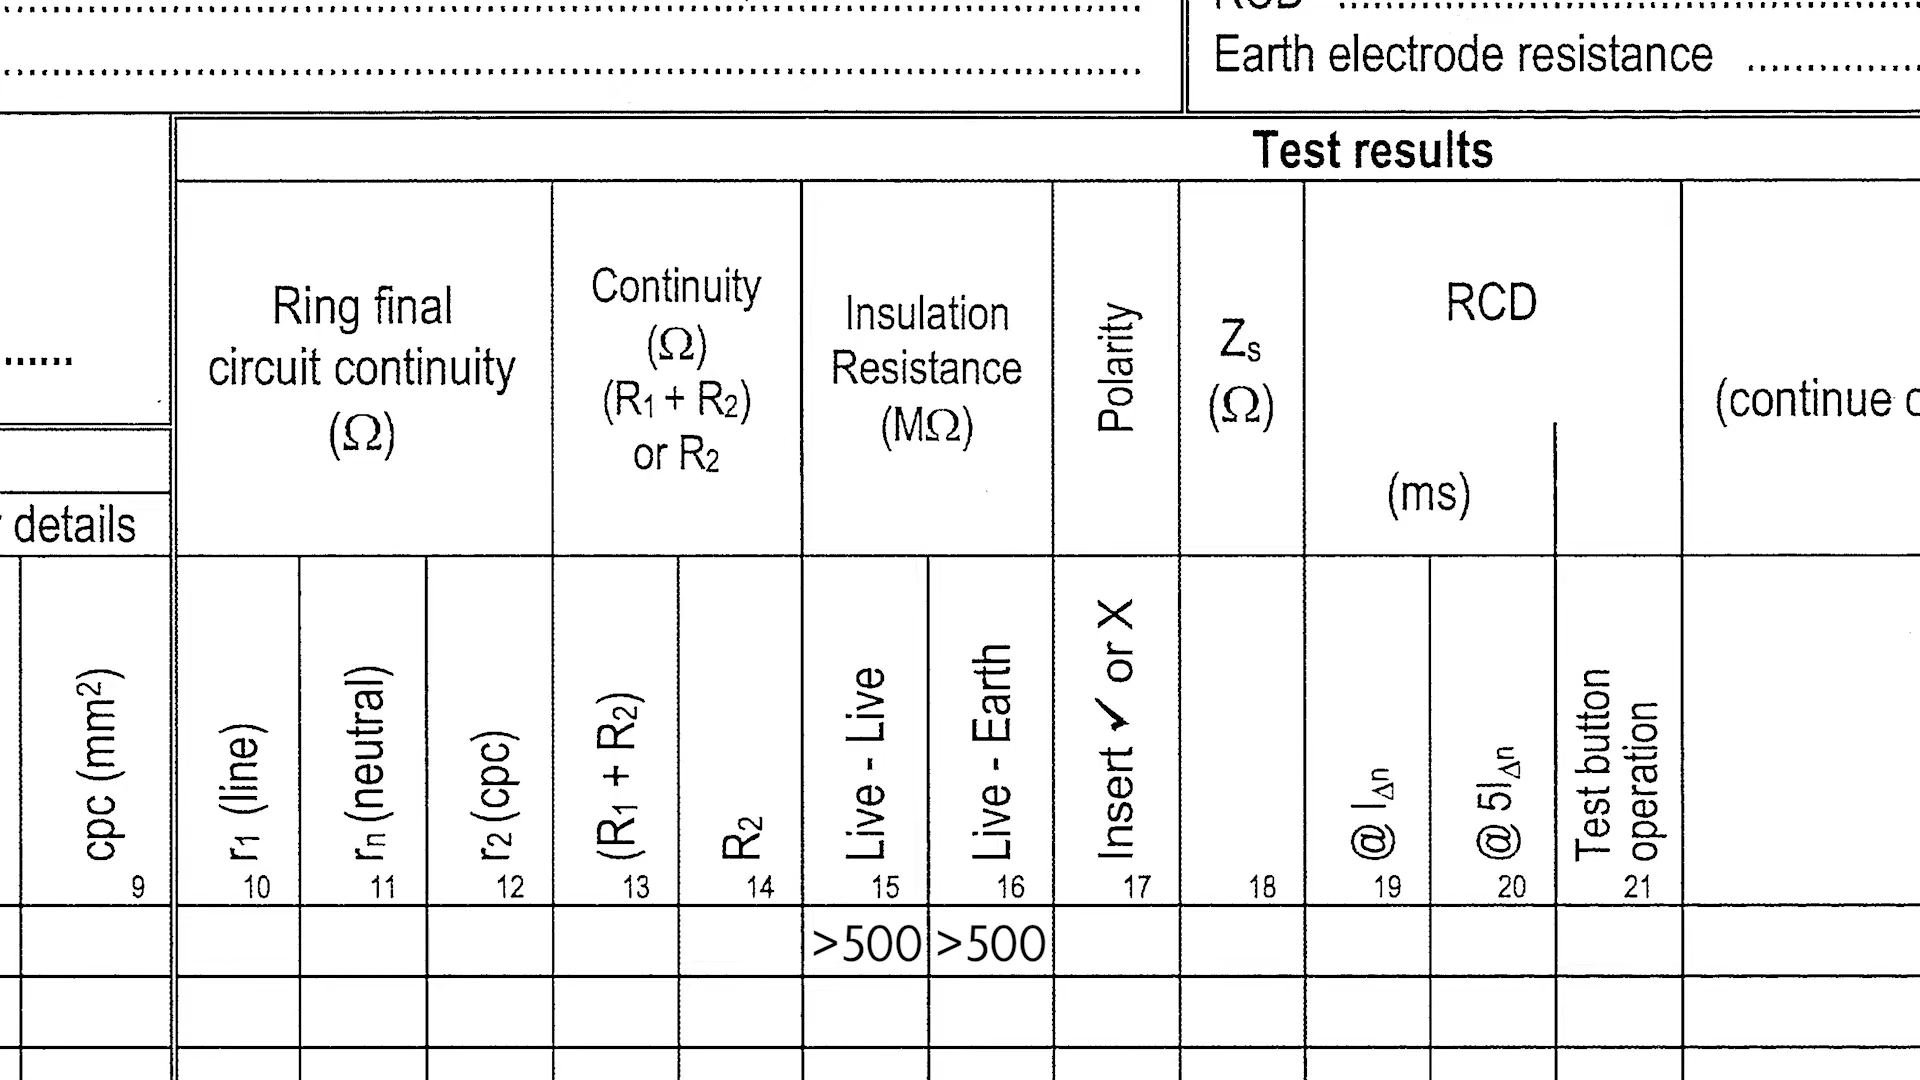 RCD ..........
Earth electrode resistance ..........
Test results
Ring final
circuit continuity
(Ω)
Continuity
(Ω)
(R1 + R2)
or R2
Insulation
Resistance
(MΩ)
Polarity
Zs
(Ω)
RCD
(ms)
(continue
details
cpc (mm²)
9
r1 (line)
10
rn (neutral)
11
r2 (cpc)
12
(R1 + R2)
13
R2
14
Live - Live
15
Live - Earth
16
Insert ✓ or X
17
18
@ I∆n
19
@ 5I∆n
20
Test button
operation
21
>500 >500